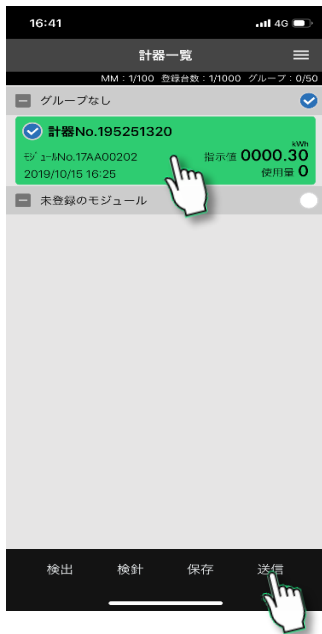 16:41 4G
計器一覧
MM：1/100 登録台数：1/1000 グループ：0/50
グループなし
計器No.195251320
kWh
ﾓｼﾞｭｰﾙNo.17AA00202 指示値 0000.30
2019/10/15 16:25 使用量 0
未登録のモジュール
検出 検針 保存 送信